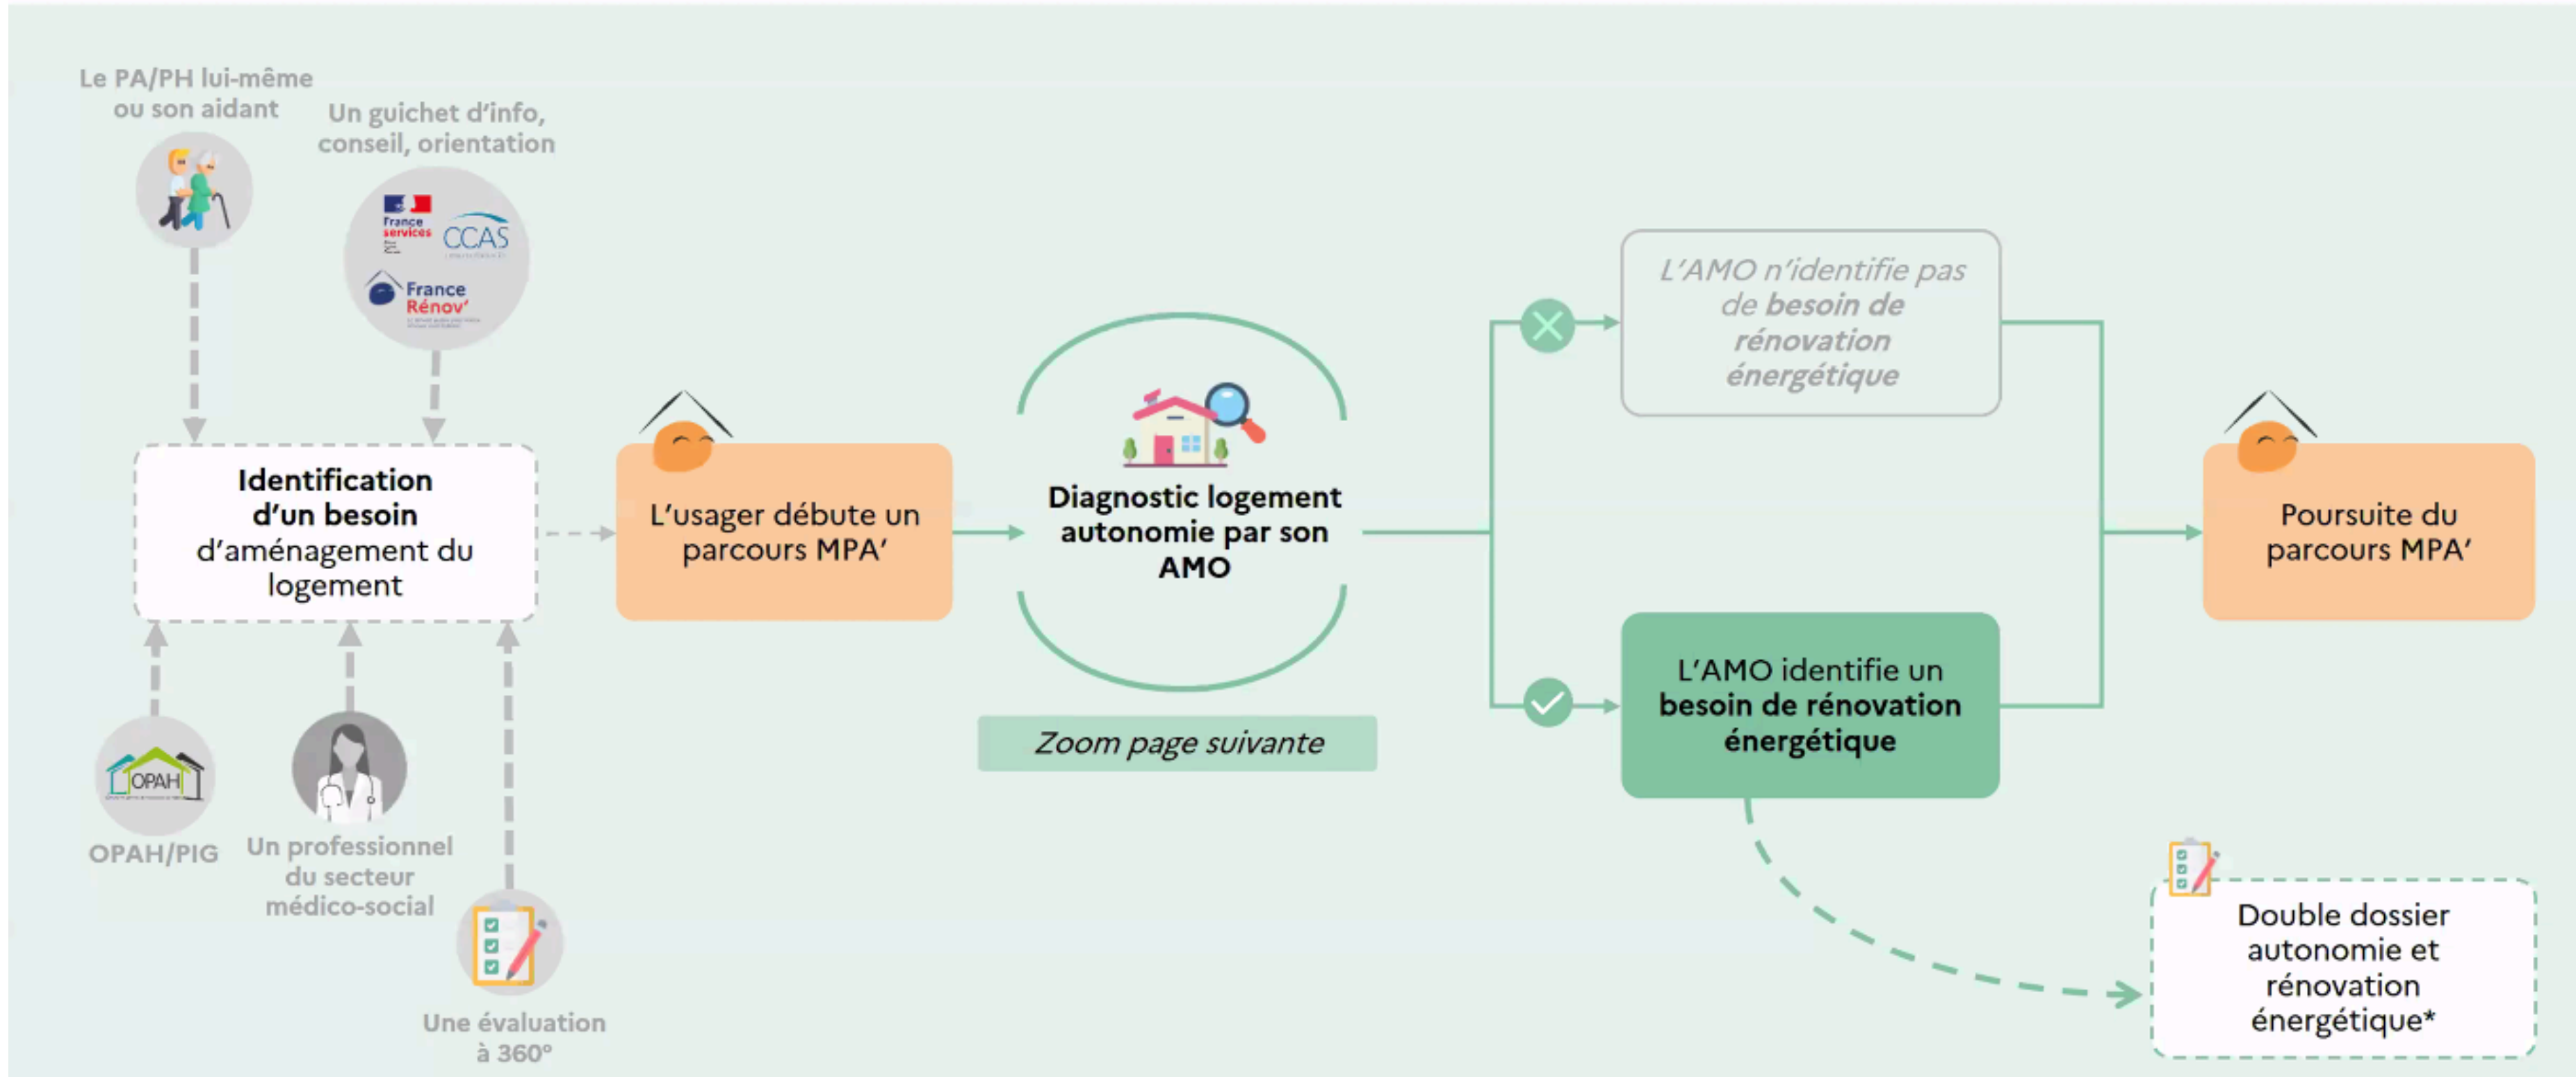 Le PA/PH lui-même
ou son aidant
Un guichet d'info,
conseil, orientation
France
services
CCAS
France
Rénov'
Identification
d'un besoin
d'aménagement du
logement
OPAH
OPAH/PIG
Un professionnel
du secteur
médico-social
Une évaluation
à 360°
L'usager débute un
parcours MPA'
Diagnostic logement
autonomie par son
AMO
Zoom page suivante
L'AMO n'identifie pas
de besoin de
rénovation
énergétique
L'AMO identifie un
besoin de rénovation
énergétique
Poursuite du
parcours MPA'
Double dossier
autonomie et
rénovation
énergétique*